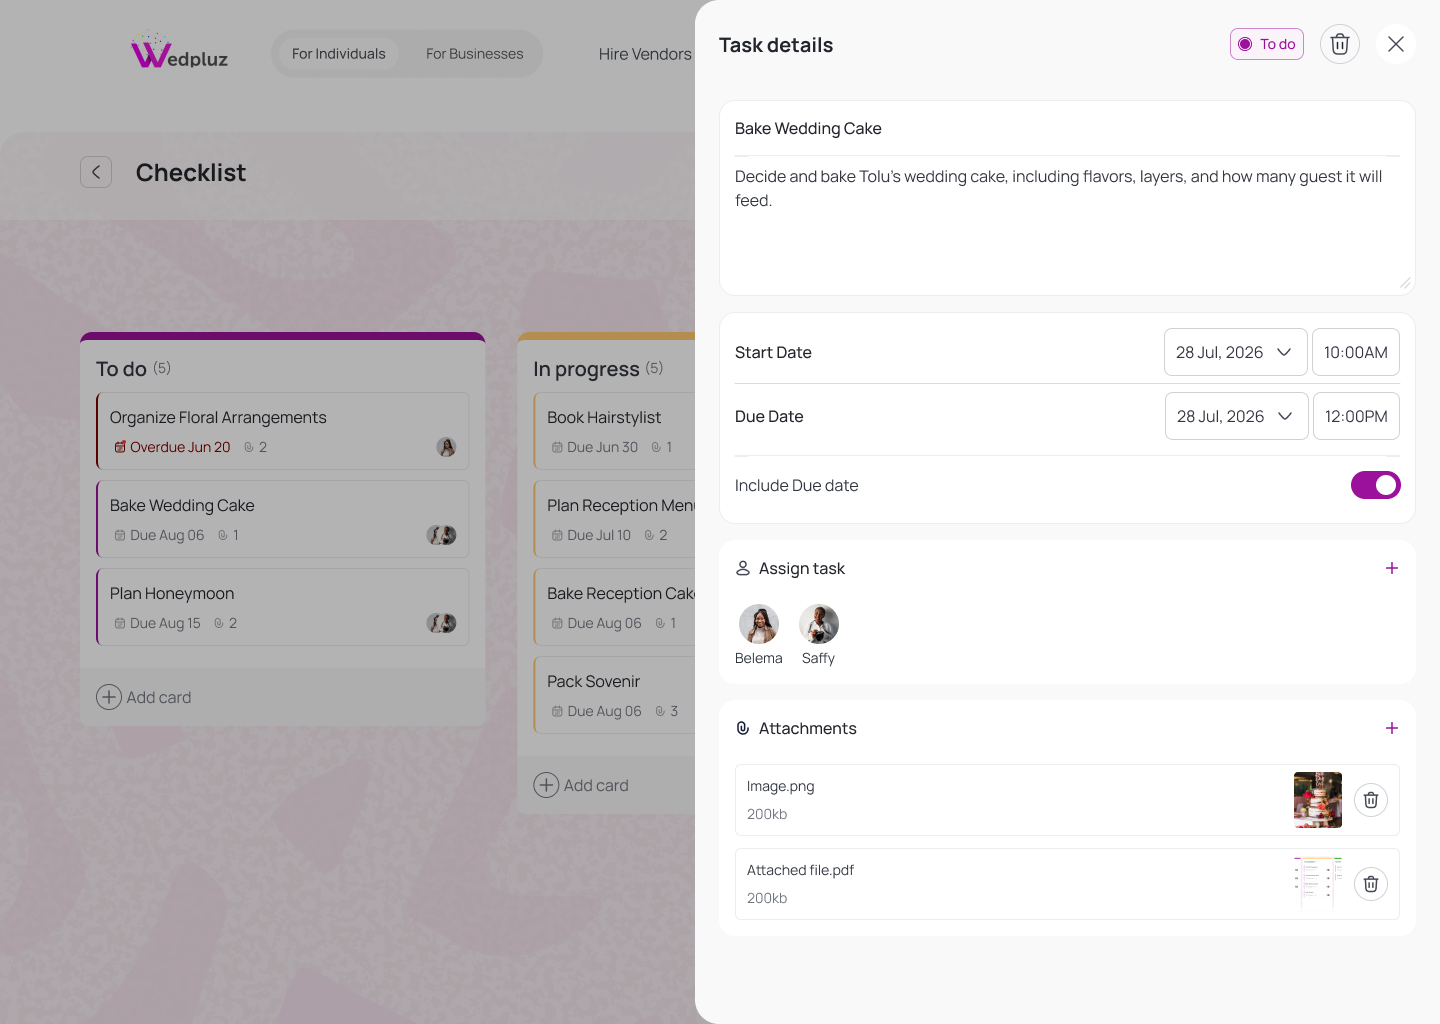 Wedpluz
For Individuals
For Businesses
Hire Vendors
Checklist
To do (5)
Organize Floral Arrangements
Overdue Jun 20 2
Bake Wedding Cake
Due Aug 06 1
Plan Honeymoon
Due Aug 15 2
Add card
In progress (5)
Book Hairstylist
Due Jun 30 1
Plan Reception
Due Jul 10 2
Bake Reception
Due Aug 06 1
Pack Sovenir
Due Aug 06 3
Add card
Task details
To do
Bake Wedding Cake
Decide and bake Tolu's wedding cake, including flavors, layers, and how many guest it will
feed.
Start Date 28 Jul, 2026 10:00AM
Due Date 28 Jul, 2026 12:00PM
Include Due date
Assign task
Belema Saffy
Attachments
Image.png
200kb
Attached file.pdf
200kb